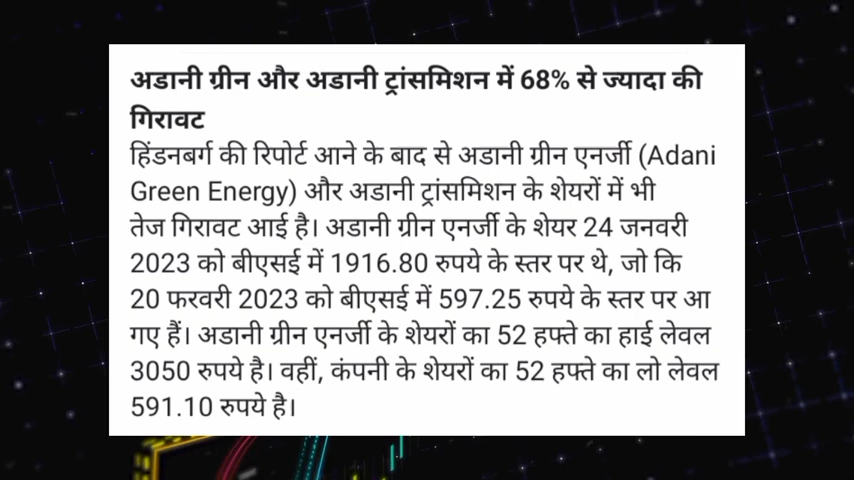 अडानी ग्रीन और अडानी ट्रांसमिशन में 68% से ज्यादा की
गिरावट
हिंडनबर्ग की रिपोर्ट आने के बाद से अडानी ग्रीन एनर्जी (Adani
Green Energy) और अडानी ट्रांसमिशन के शेयरों में भी
तेज गिरावट आई है। अडानी ग्रीन एनर्जी के शेयर 24 जनवरी
2023 को बीएसई में 1916.80 रुपये के स्तर पर थे, जो कि
20 फरवरी 2023 को बीएसई में 597.25 रुपये के स्तर पर आ
गए हैं। अडानी ग्रीन एनर्जी के शेयरों का 52 हफ्ते का हाई लेवल
3050 रुपये है। वहीं, कंपनी के शेयरों का 52 हफ्ते का लो लेवल
591.10 रुपये है।